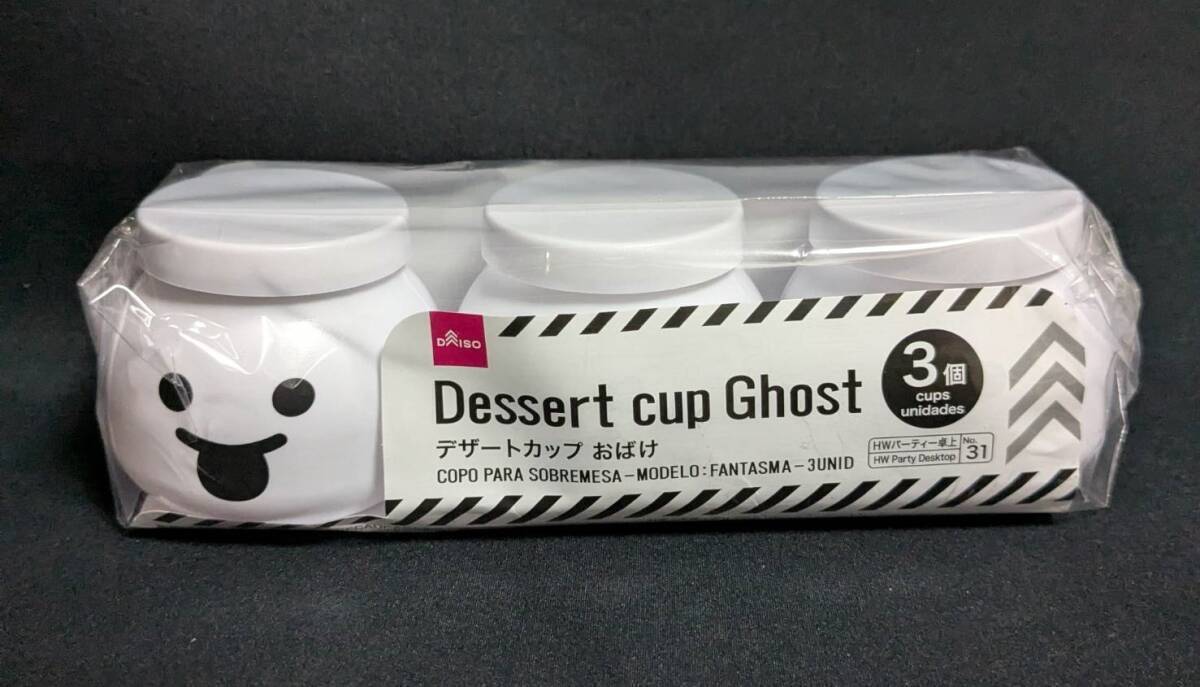 DAISO
Dessert cup Ghost
デザートカップ おばけ
COPO PARA SOBREMESA – MODELO: FANTASMA – 3UNID
3個
cups
unidades
HWパーティー卓上
HW Party Desktop
No.
31